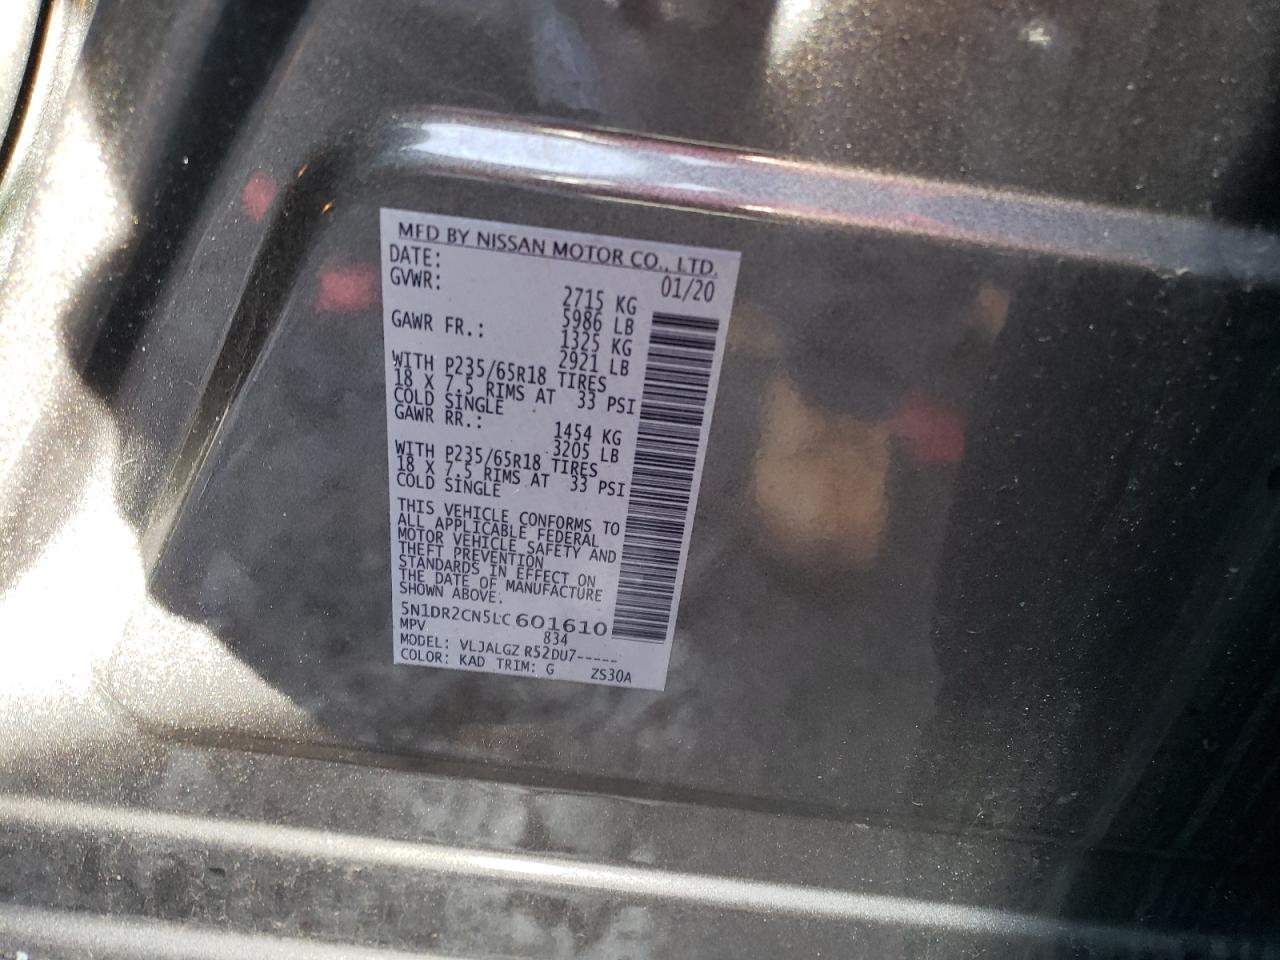 MFD BY NISSAN MOTOR CO., LTD.
DATE: 01/20
GVWR: 2715 KG
5986 LB
GAWR FR.: 1325 KG
2921 LB
WITH P235/65R18 TIRES
18 X 7.5 RIMS AT 33 PSI
COLD SINGLE
GAWR RR.: 1454 KG
3205 LB
WITH P235/65R18 TIRES
18 X 7.5 RIMS AT 33 PSI
COLD SINGLE
THIS VEHICLE CONFORMS TO
ALL APPLICABLE FEDERAL
MOTOR VEHICLE SAFETY AND
THEFT PREVENTION
STANDARDS IN EFFECT ON
THE DATE OF MANUFACTURE
SHOWN ABOVE.
5N1DR2CN5LC601610
MPV 834
MODEL: VLJALGZ R52DU7-----
COLOR: KAD TRIM: G ZS30A